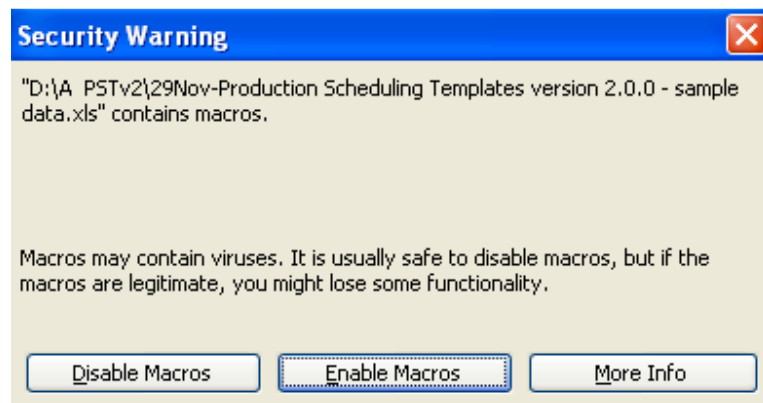 Security Warning
"D:\A PSTv2\29Nov-Production Scheduling Templates version 2.0.0 - sample
data.xls" contains macros.
Macros may contain viruses. It is usually safe to disable macros, but if the
macros are legitimate, you might lose some functionality.
Disable Macros
Enable Macros
More Info